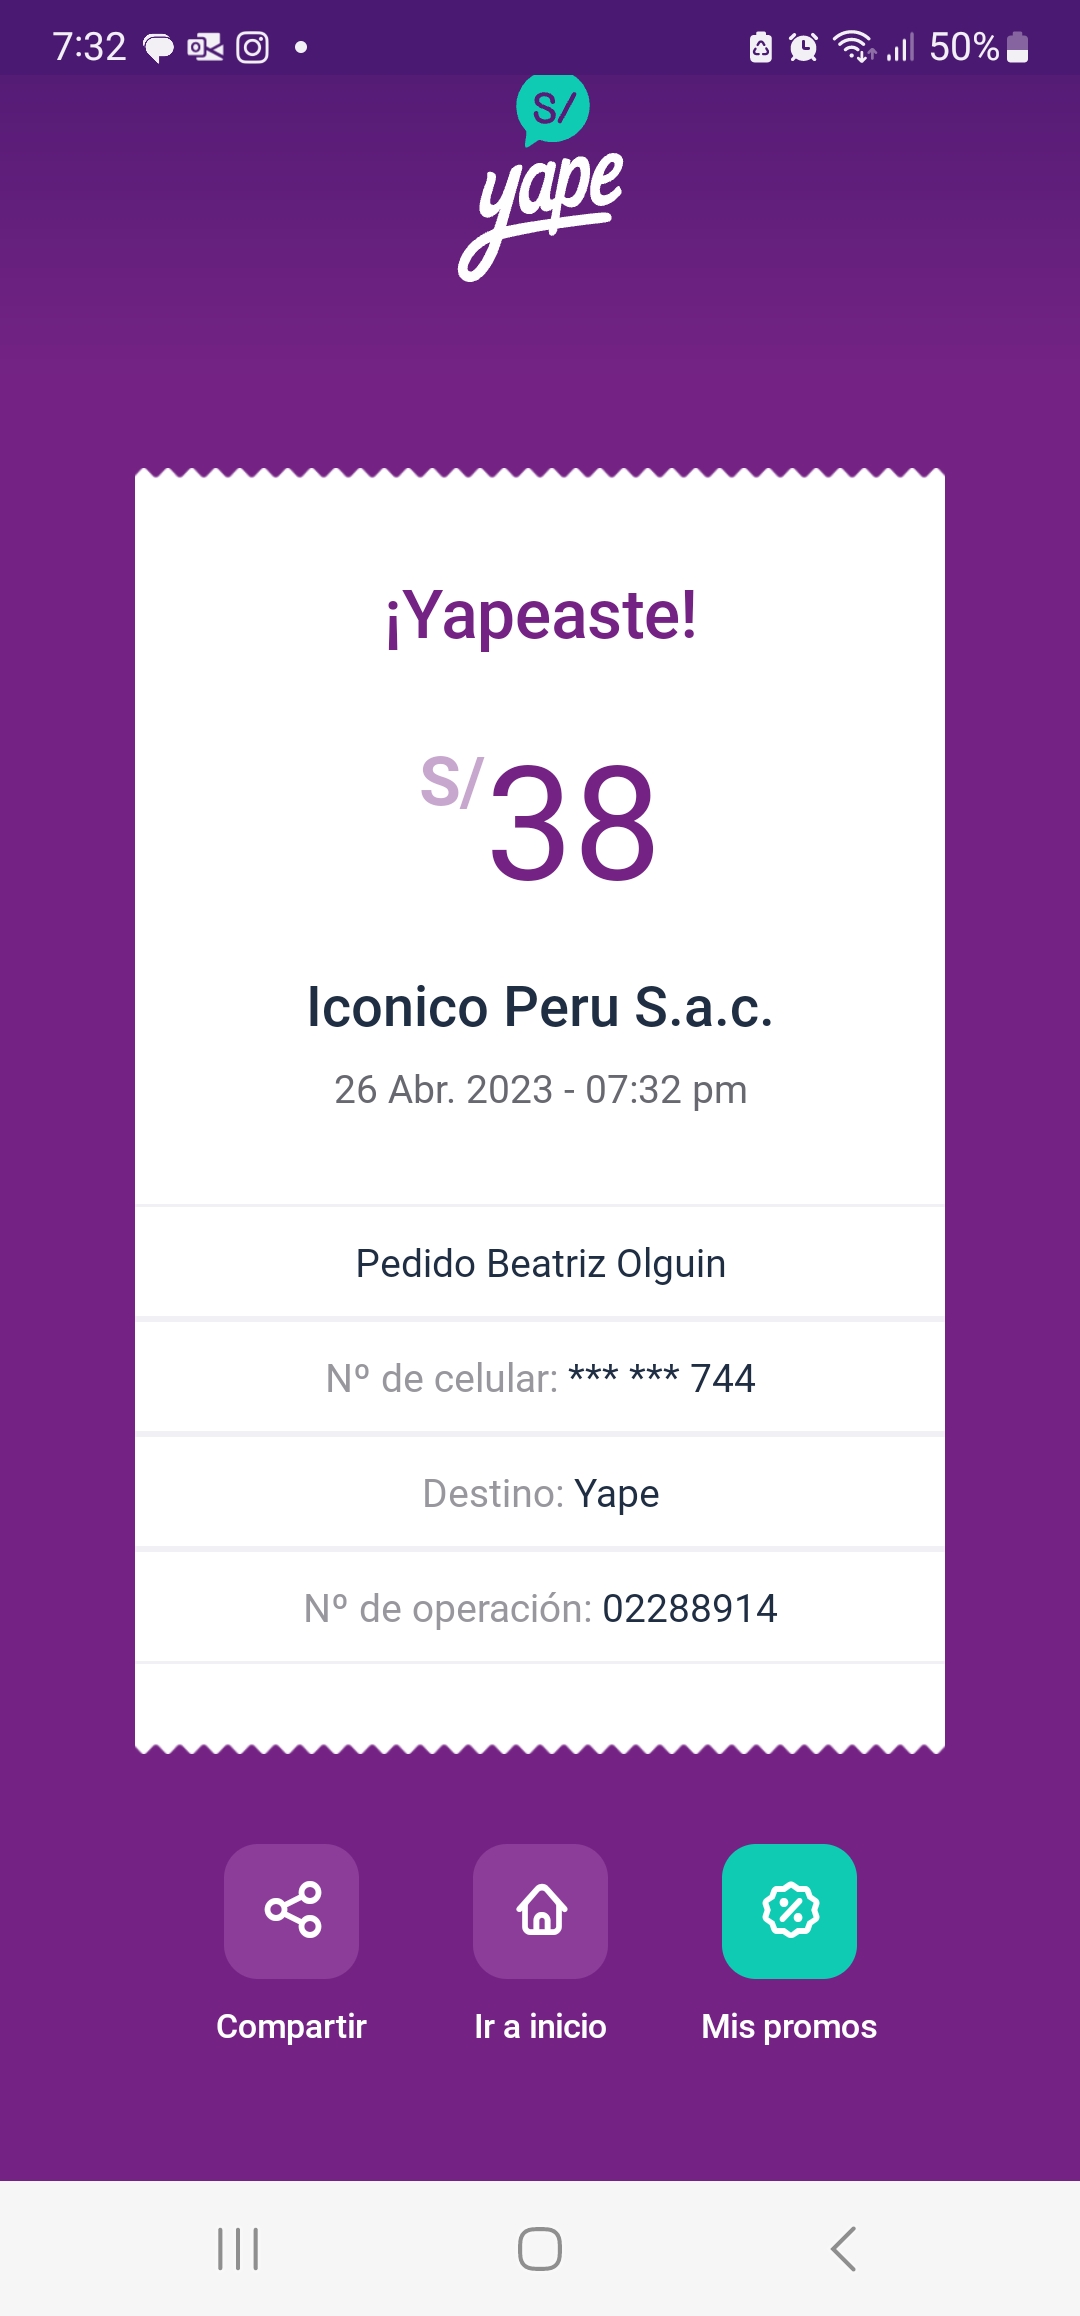 7:32 50%
S/
yape
¡Yapeaste!
S/38
Iconico Peru S.a.c.
26 Abr. 2023 - 07:32 pm
Pedido Beatriz Olguin
Nº de celular: *** *** 744
Destino: Yape
Nº de operación: 02288914
Compartir Ir a inicio Mis promos